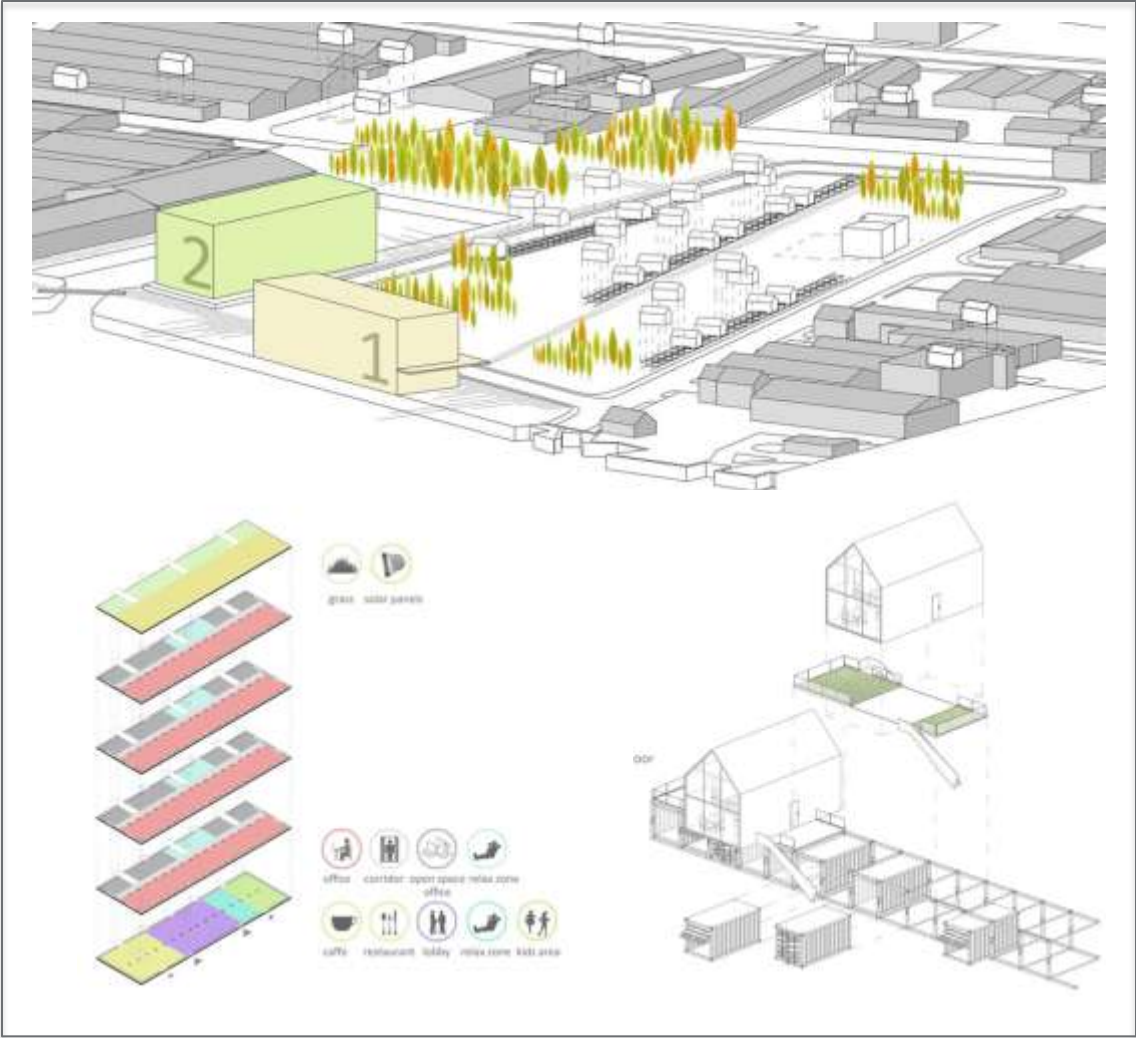 2
1
grass solar panels
oor
office corridor open space relax zone
office
caffe restaurant lobby relax zone kids area